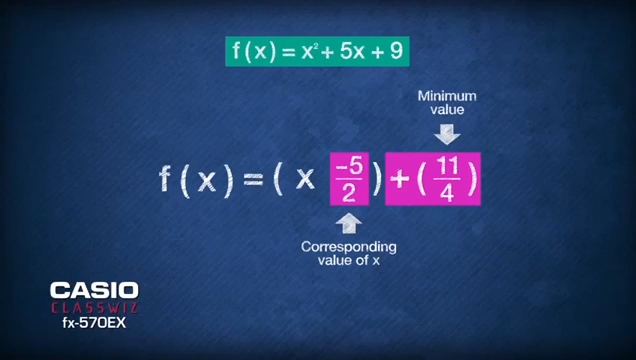 f(x) = x² + 5x + 9
Minimum
value
f(x) = ( x -5/2 ) + ( 11/4 )
Corresponding
value of x
CASIO
CLASSWIZ
fx-570EX